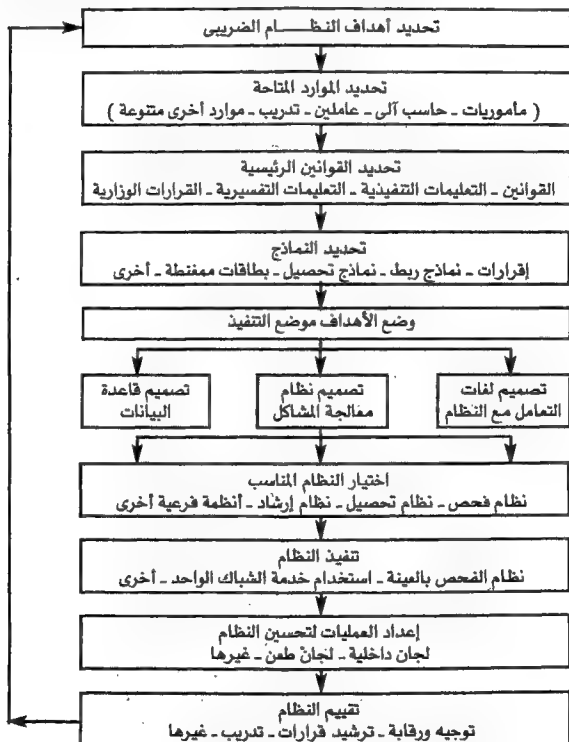 تحديد أهداف النظـــــام الضريبى
تحديد الموارد المتاحة
( مأموريات - حاسب آلى - عاملين - تدريب - موارد أخرى متنوعة )
تحديد القوانين الرئيسية
القوانين - التعليمات التنفيذية - التعليمات التفسيرية - القرارات الوزارية
تحديد النماذج
إقرارات - نماذج ربط - نماذج تحصيل - بطاقات ممغنطة - أخرى
وضع الأهداف موضع التنفيذ
تصميم لغات
التعامل مع النظام
تصميم نظام
معالجة المشاكل
تصميم قاعدة
البيانات
اختيار النظام المناسب
نظام فحص - نظام تحصيل - نظام إرشاد - أنظمة فرعية أخرى
تنفيذ النظام
نظام الفحص بالعينة - استخدام خدمة الشباك الواحد - أخرى
إعداد العمليات لتحسين النظام
لجان داخلية - لجان طعن - غيرها
تقييم النظام
توجيه ورقابة - ترشيد قرارات - تدريب - غيرها